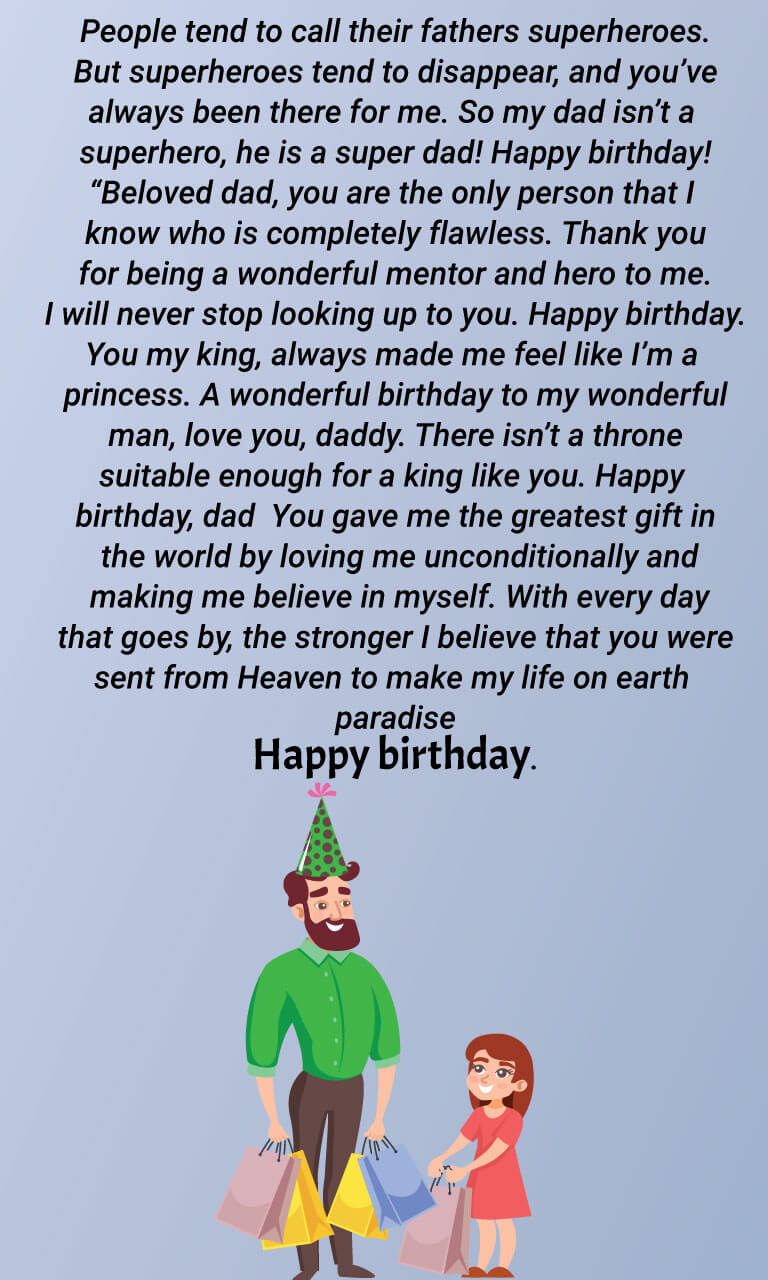 People tend to call their fathers superheroes.
But superheroes tend to disappear, and you’ve
always been there for me. So my dad isn’t a
superhero, he is a super dad! Happy birthday!
“Beloved dad, you are the only person that I
know who is completely flawless. Thank you
for being a wonderful mentor and hero to me.
I will never stop looking up to you. Happy birthday.
You my king, always made me feel like I’m a
princess. A wonderful birthday to my wonderful
man, love you, daddy. There isn’t a throne
suitable enough for a king like you. Happy
birthday, dad  You gave me the greatest gift in
the world by loving me unconditionally and
making me believe in myself. With every day
that goes by, the stronger I believe that you were
sent from Heaven to make my life on earth
paradise
Happy birthday.